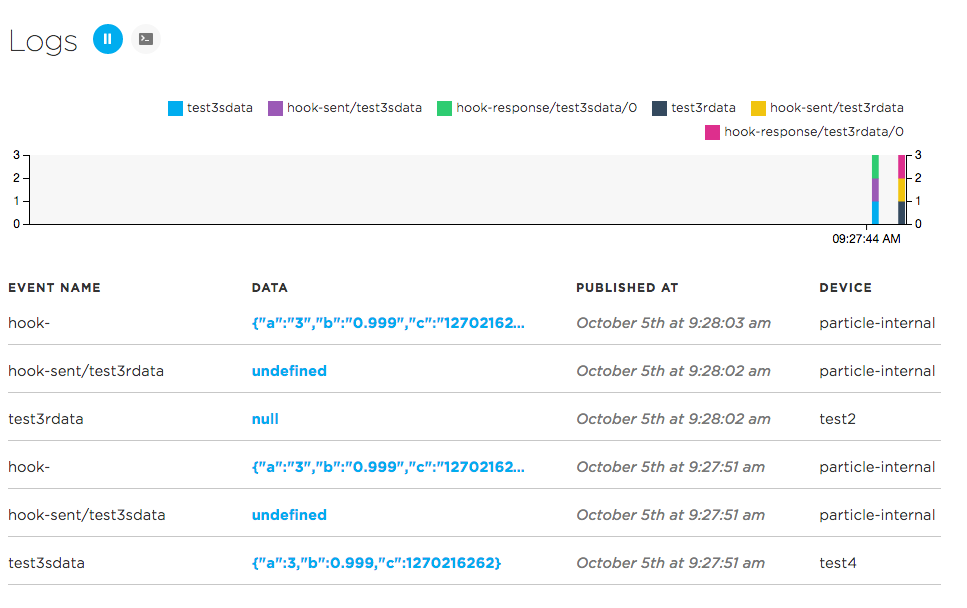 Logs
test3sdata hook-sent/test3sdata hook-response/test3sdata/0 test3rdata hook-sent/test3rdata
hook-response/test3rdata/0
3 3
2 2
1 1
0 0
09:27:44 AM
EVENT NAME DATA PUBLISHED AT DEVICE
hook- {"a":"3","b":"0.999","c":"12702162... October 5th at 9:28:03 am particle-internal
hook-sent/test3rdata undefined October 5th at 9:28:02 am particle-internal
test3rdata null October 5th at 9:28:02 am test2
hook- {"a":"3","b":"0.999","c":"12702162... October 5th at 9:27:51 am particle-internal
hook-sent/test3sdata undefined October 5th at 9:27:51 am particle-internal
test3sdata {"a":3,"b":0.999,"c":1270216262} October 5th at 9:27:51 am test4